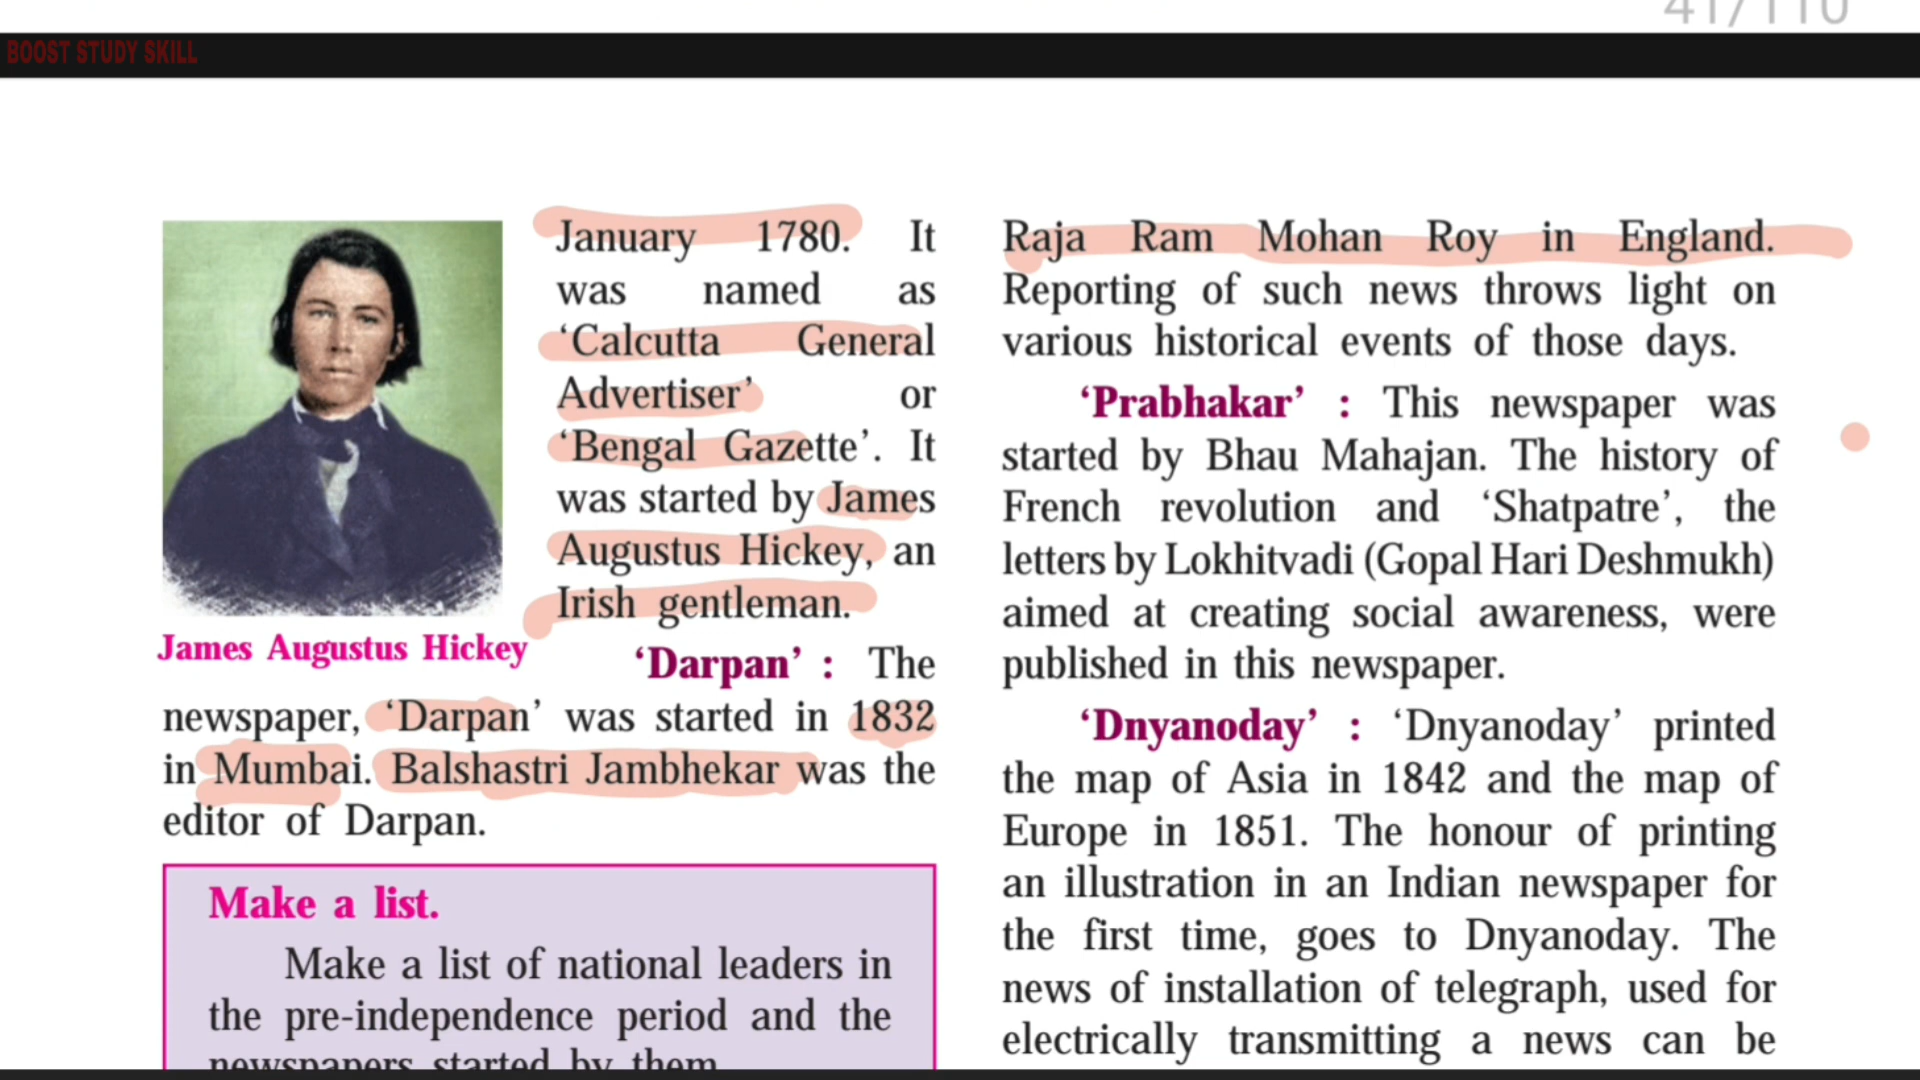 41/110
BOOST STUDY SKILL
January 1780. It
was named as
‘Calcutta General
Advertiser’ or
‘Bengal Gazette’. It
was started by James
Augustus Hickey, an
Irish gentleman.
James Augustus Hickey
‘Darpan’ : The
newspaper, ‘Darpan’ was started in 1832
in Mumbai. Balshastri Jambhekar was the
editor of Darpan.
Make a list.
Make a list of national leaders in
the pre-independence period and the
newspapers started by them.
Raja Ram Mohan Roy in England.
Reporting of such news throws light on
various historical events of those days.
‘Prabhakar’ : This newspaper was
started by Bhau Mahajan. The history of
French revolution and ‘Shatpatre’, the
letters by Lokhitvadi (Gopal Hari Deshmukh)
aimed at creating social awareness, were
published in this newspaper.
‘Dnyanoday’ : ‘Dnyanoday’ printed
the map of Asia in 1842 and the map of
Europe in 1851. The honour of printing
an illustration in an Indian newspaper for
the first time, goes to Dnyanoday. The
news of installation of telegraph, used for
electrically transmitting a news can be